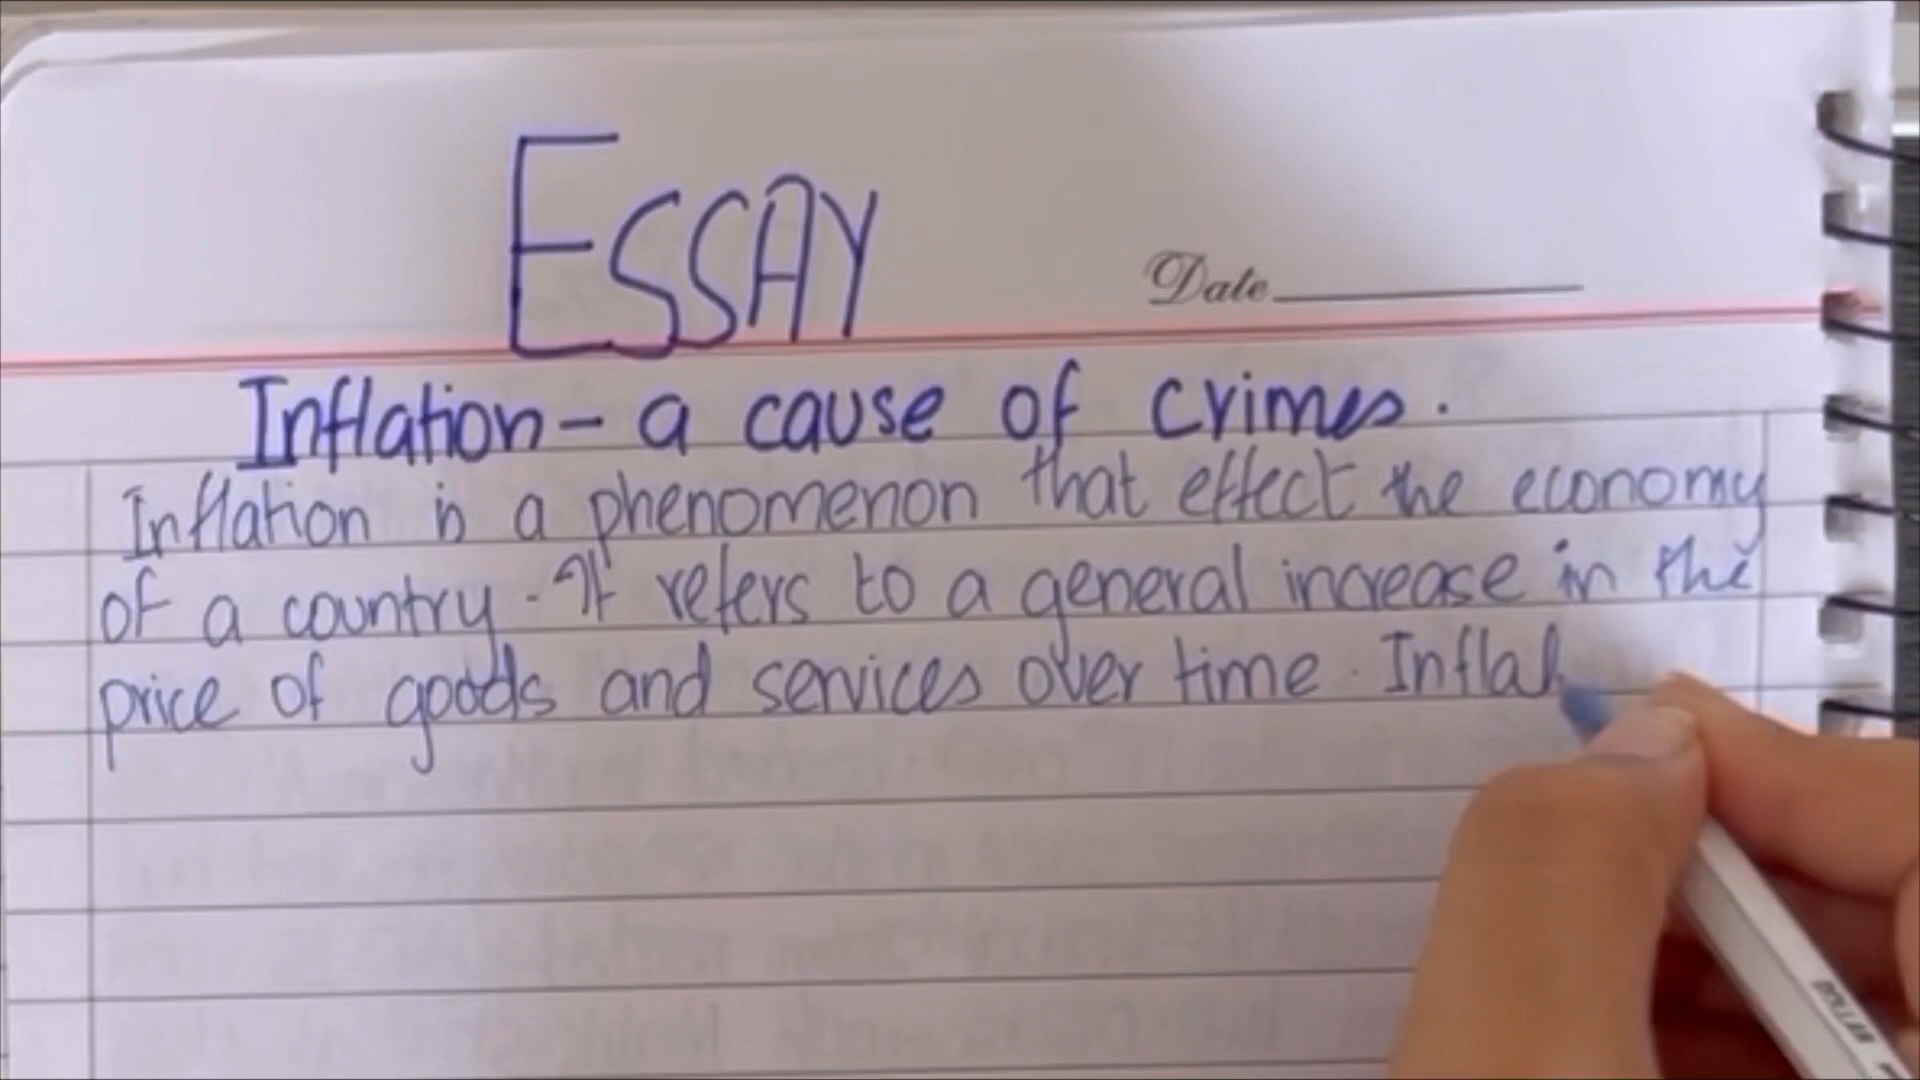 ESSAY
Date
Inflation - a cause of crimes.
Inflation is a phenomenon that effect the economy
of a country. It refers to a general increase in the
price of goods and services over time. Inflat